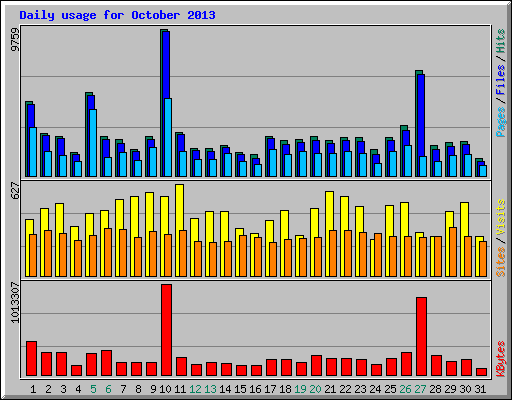 Daily usage for October 2013
9759
Pages / Files / Hits
627
Sites / Visits
1013307
KBytes
1 2 3 4 5 6 7 8 9 10 11 12 13 14 15 16 17 18 19 20 21 22 23 24 25 26 27 28 29 30 31